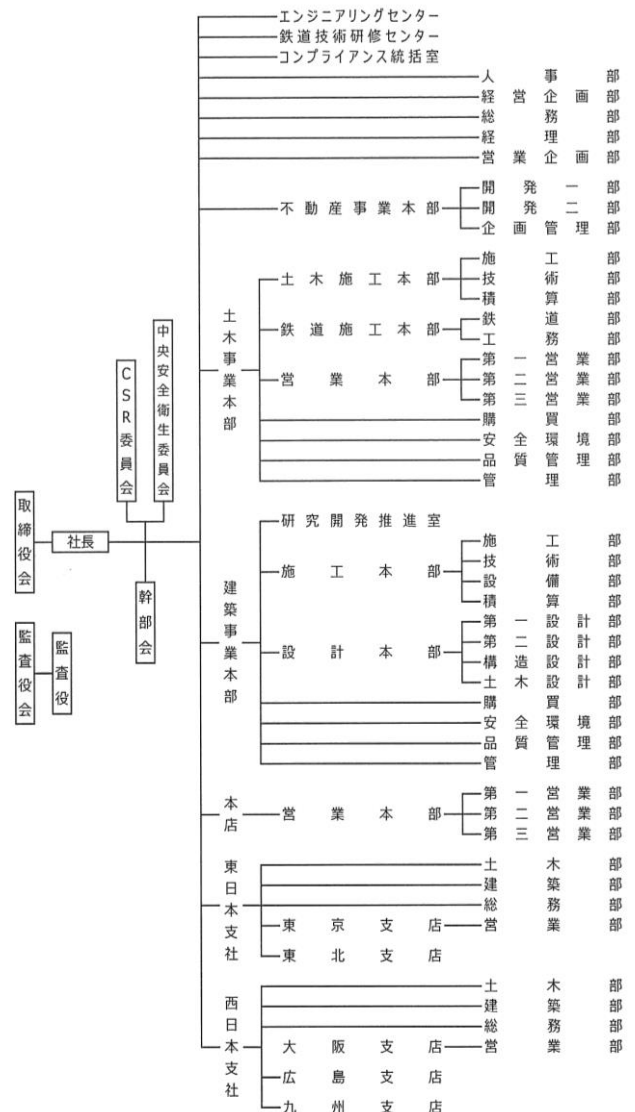 エンジニアリングセンター
鉄道技術研修センター
コンプライアンス統括室
人事部
経営企画部
総務部
経理部
営業企画部
不動産事業本部
開発一部
開発二部
企画管理部
土木事業本部
土木施工本部
施工部
技術部
積算部
鉄道施工本部
鉄道部
工務部
営業本部
第一営業部
第二営業部
第三営業部
購買部
安全環境部
品質管理部
管理部
中央安全衛生委員会
CSR委員会
取締役会
社長
幹部会
監査役会
監査役
建築事業本部
研究開発推進室
施工本部
施工部
技術部
設備部
積算部
設計本部
第一設計部
第二設計部
構造設計部
土木設計部
購買部
安全環境部
品質管理部
管理部
本店
営業本部
第一営業部
第二営業部
第三営業部
東日本支社
土木部
建築部
総務部
東京支店
営業部
東北支店
西日本支社
土木部
建築部
総務部
大阪支店
営業部
広島支店
九州支店